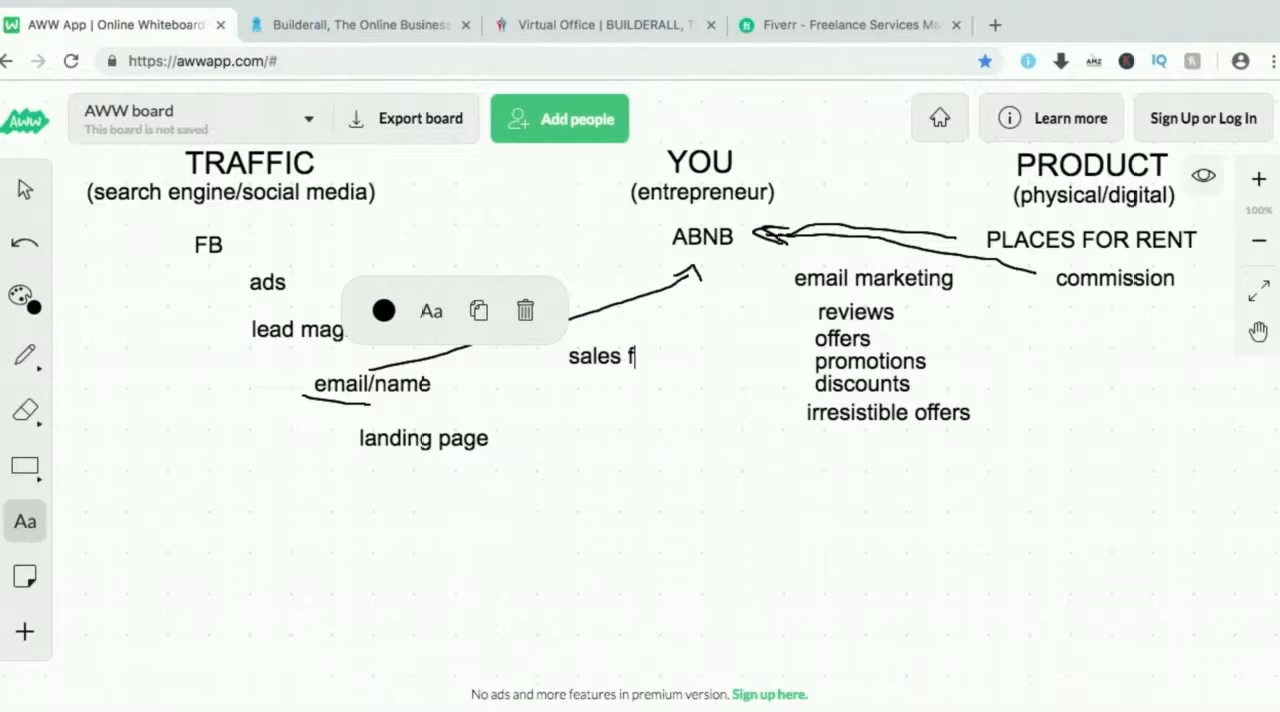 AWW App | Online Whiteboard
Builderall, The Online Business
Virtual Office | BUILDERALL, T
Fiverr - Freelance Services Ma
https://awwapp.com/#
AMZ
IQ
AWW
AWW board
This board is not saved
Export board
Add people
Learn more
Sign Up or Log In
TRAFFIC
(search engine/social media)
YOU
(entrepreneur)
PRODUCT
(physical/digital)
100%
FB
ABNB
PLACES FOR RENT
ads
email marketing
commission
Aa
lead mag
reviews
offers
sales f
promotions
email/name
discounts
irresistible offers
landing page
Aa
No ads and more features in premium version. Sign up here.